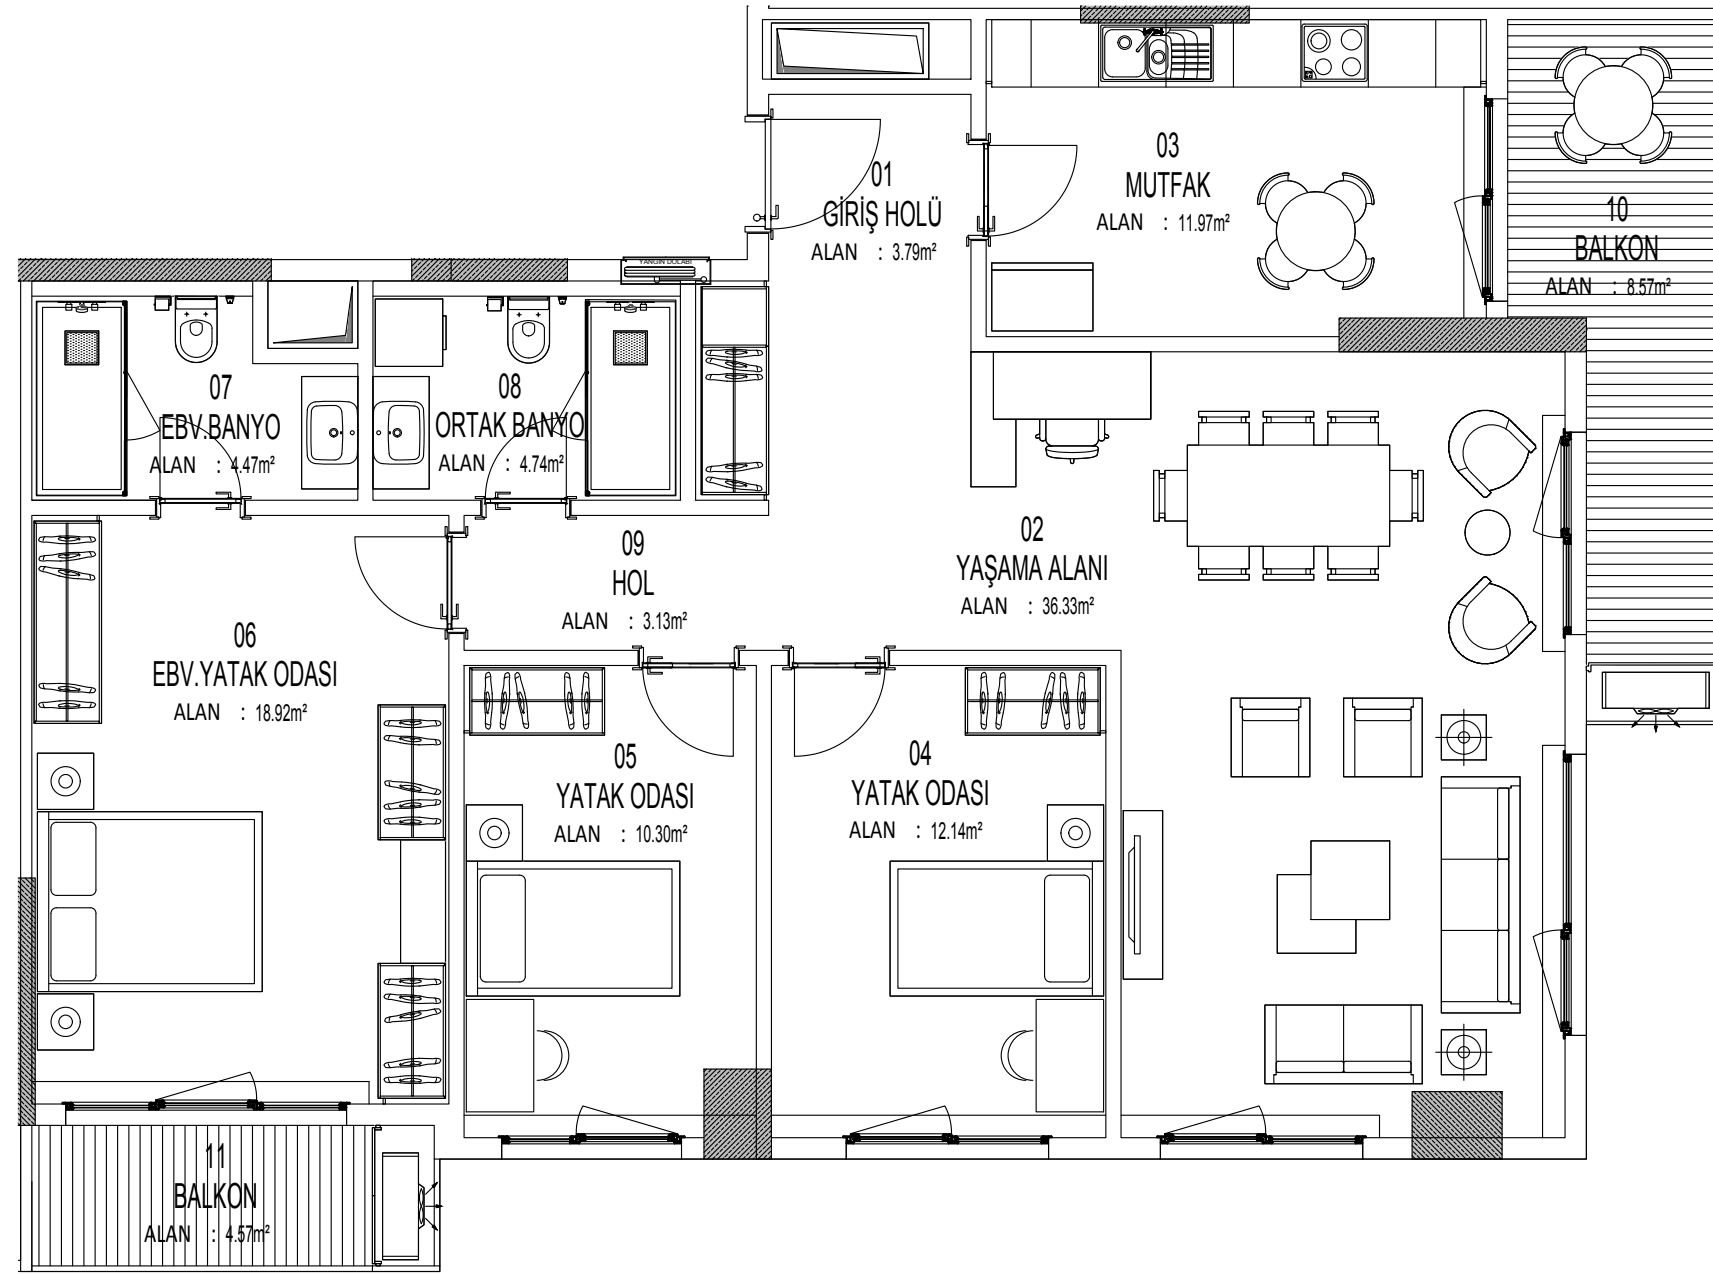 01
GİRİŞ HOLÜ
ALAN : 3.79m²
03
MUTFAK
ALAN : 11.97m²
10
BALKON
ALAN : 8.57m²
YANGIN DOLABI
07
EBV.BANYO
ALAN : 4.47m²
08
ORTAK BANYO
ALAN : 4.74m²
09
HOL
ALAN : 3.13m²
02
YAŞAMA ALANI
ALAN : 36.33m²
06
EBV.YATAK ODASI
ALAN : 18.92m²
05
YATAK ODASI
ALAN : 10.30m²
04
YATAK ODASI
ALAN : 12.14m²
11
BALKON
ALAN : 4.57m²